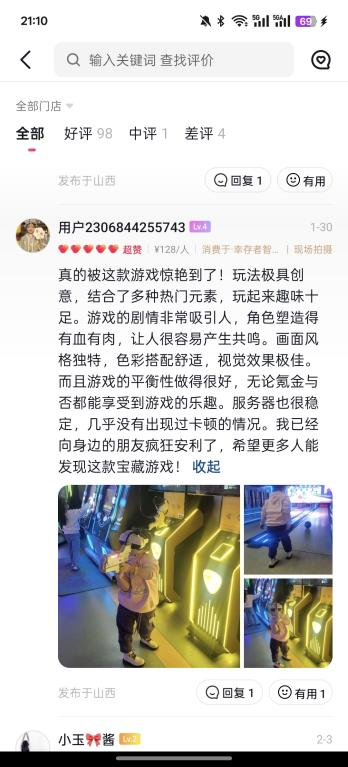 21:10
5G 5G 69
输入关键词 查找评价
全部门店
全部 好评 98 中评 1 差评 4
发布于山西 回复 1 有用
用户2306844255743 Lv.4 1-30
超赞 ¥128/人 消费于·幸存者智... 现场拍摄
真的被这款游戏惊艳到了！玩法极具创
意，结合了多种热门元素，玩起来趣味十
足。游戏的剧情非常吸引人，角色塑造得
有血有肉，让人很容易产生共鸣。画面风
格独特，色彩搭配舒适，视觉效果极佳。
而且游戏的平衡性做得很好，无论氪金与
否都能享受到游戏的乐趣。服务器也很稳
定，几乎没有出现过卡顿的情况。我已经
向身边的朋友疯狂安利了，希望更多人能
发现这款宝藏游戏！ 收起
发布于山西 回复 1 有用 1
小玉🎀酱 Lv.2 2-3